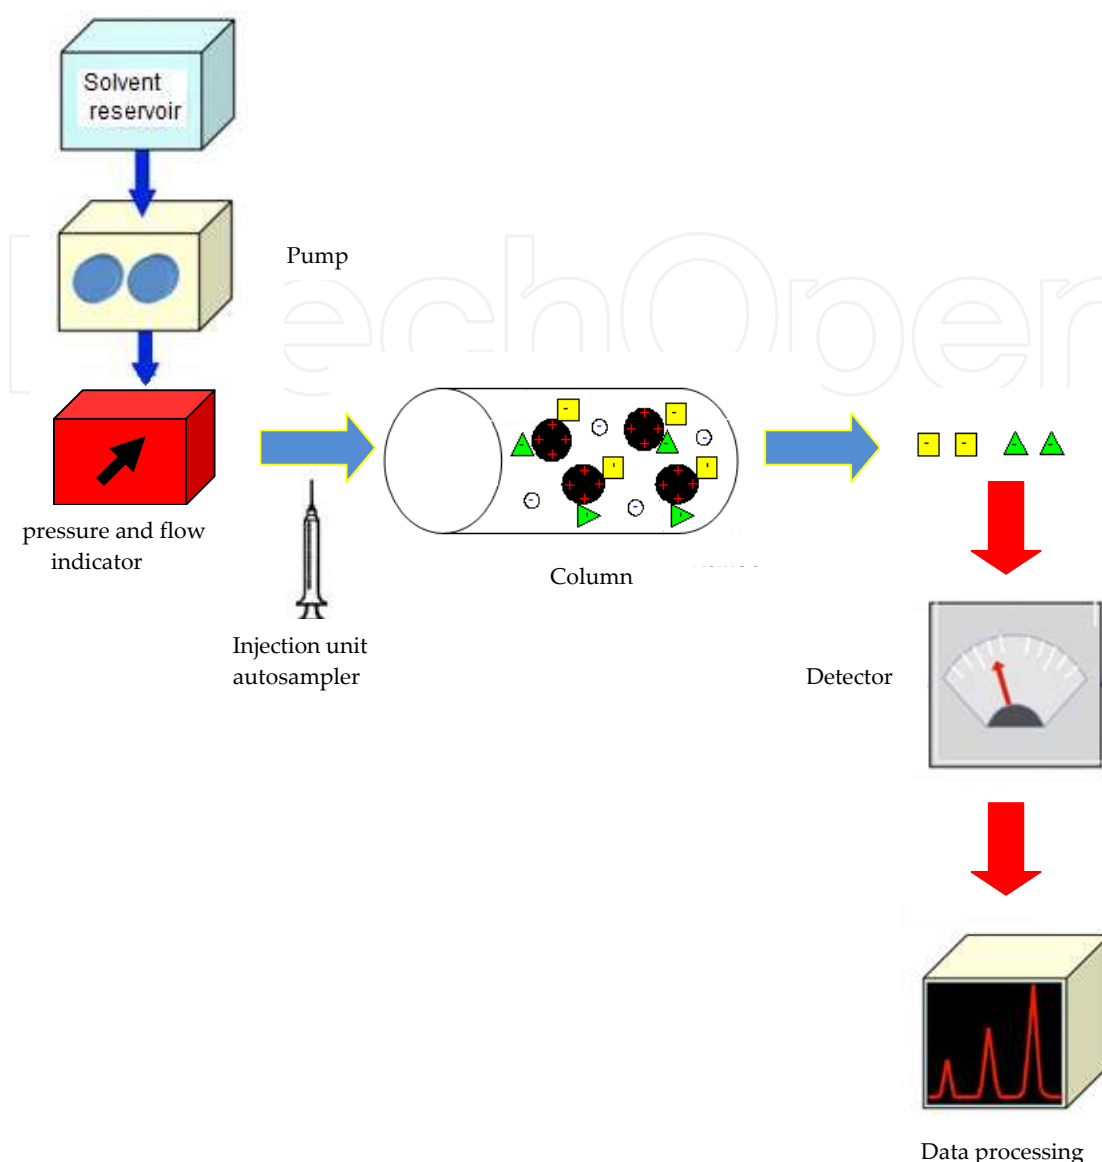 Solvent
reservoir
Pump
pressure and flow
indicator
Injection unit
autosampler
Column
Detector
Data processing